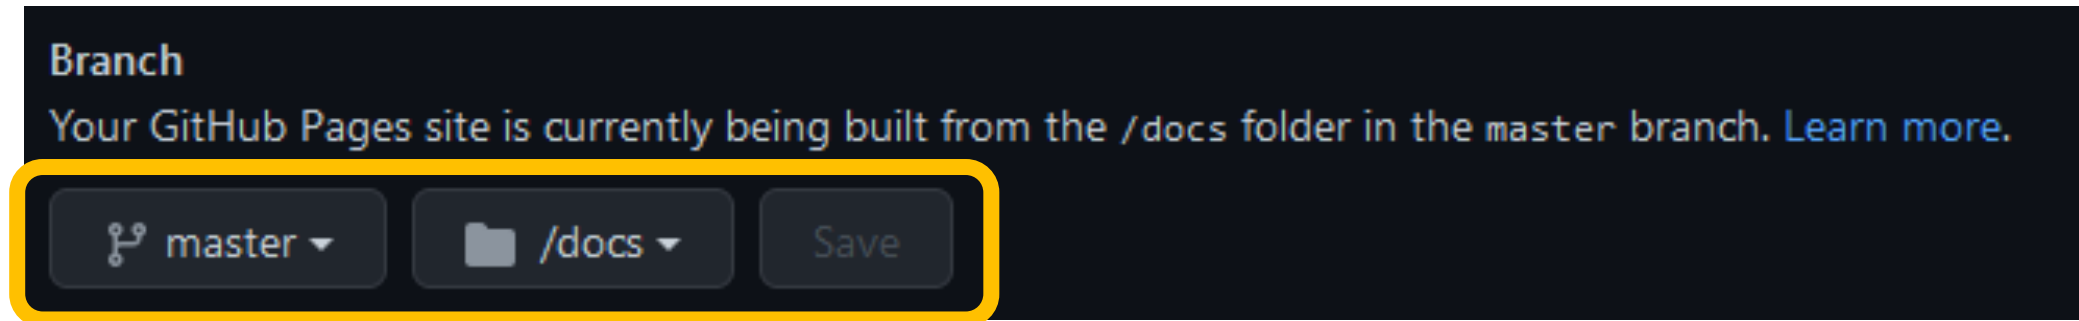 Branch
Your GitHub Pages site is currently being built from the /docs folder in the master branch. Learn more.
master /docs Save